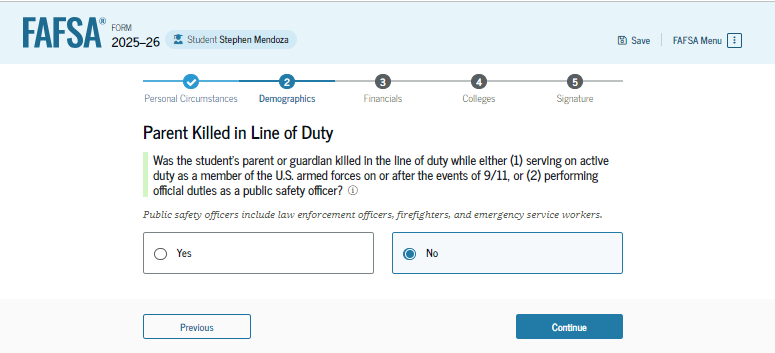 FAFSA® FORM 2025–26 Student Stephen Mendoza Save FAFSA Menu
2 3 4 5
Personal Circumstances Demographics Financials Colleges Signature
Parent Killed in Line of Duty
Was the student's parent or guardian killed in the line of duty while either (1) serving on active
duty as a member of the U.S. armed forces on or after the events of 9/11, or (2) performing
official duties as a public safety officer?
Public safety officers include law enforcement officers, firefighters, and emergency service workers.
Yes No
Previous Continue